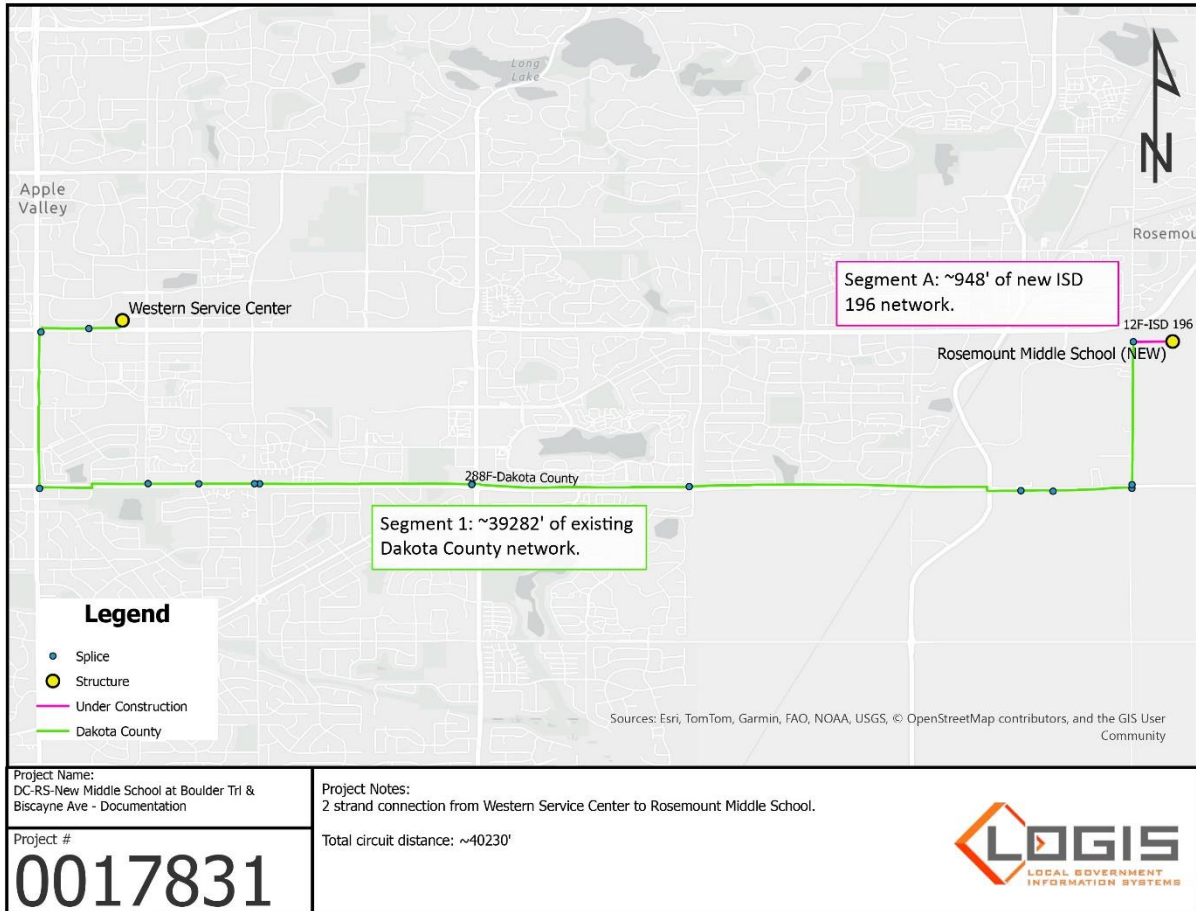 Long
Lake
Apple
Valley
Rosemou
Segment A: ~948' of new ISD
196 network.
Western Service Center
12F-ISD 196
Rosemount Middle School (NEW)
288F-Dakota County
Segment 1: ~39282' of existing
Dakota County network.
N
Legend
Splice
Structure
Under Construction
Dakota County
Sources: Esri, TomTom, Garmin, FAO, NOAA, USGS, © OpenStreetMap contributors, and the GIS User
Community
Project Name:
DC-RS-New Middle School at Boulder Trl &
Biscayne Ave - Documentation
Project #
0017831
Project Notes:
2 strand connection from Western Service Center to Rosemount Middle School.
Total circuit distance: ~40230'
LOGIS
LOCAL GOVERNMENT
INFORMATION SYSTEMS